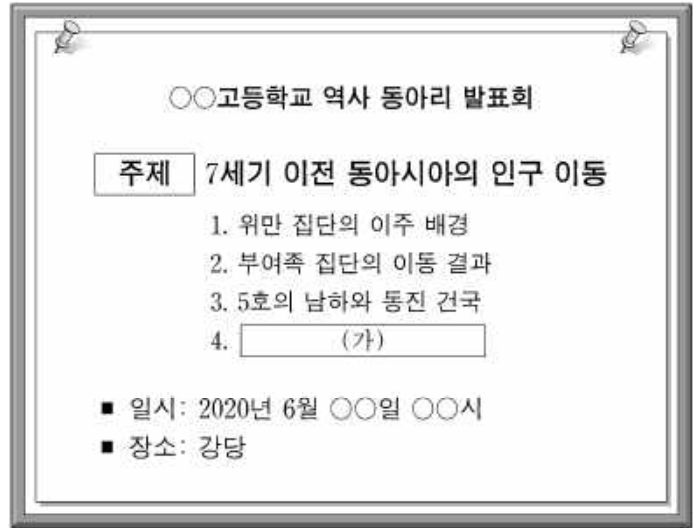 ○○고등학교 역사 동아리 발표회
주제 7세기 이전 동아시아의 인구 이동
1. 위만 집단의 이주 배경
2. 부여족 집단의 이동 결과
3. 5호의 남하와 동진 건국
4. (가)
■ 일시: 2020년 6월 ○○일 ○○시
■ 장소: 강당